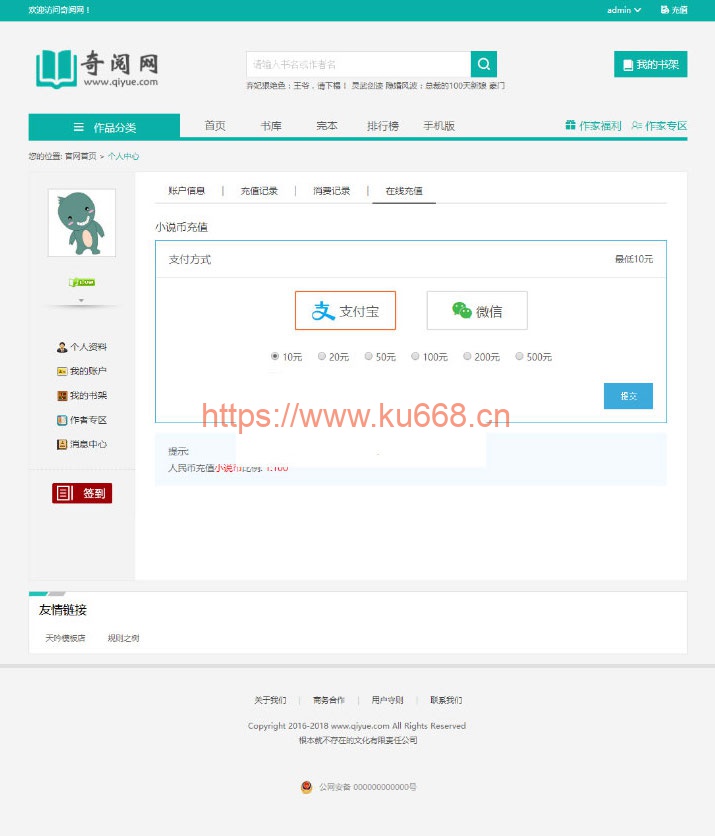 欢迎访问奇阅网！ admin 充值
奇阅网
www.qiyue.com
请输入书名或作者名
我的书架
弃妃狠绝色：王爷，请下榻！ 灵武剑迹 隐婚风波：总裁的100天新娘 豪门
作品分类 首页 书库 完本 排行榜 手机版 作家福利 作家专区
您的位置: 官网首页 > 个人中心
账户信息 | 充值记录 | 消费记录 | 在线充值
小说币充值
支付方式 最低10元
支付宝 微信
10元 20元 50元 100元 200元 500元
提交
个人资料
我的账户
我的书架
作者专区
消息中心
签到
https://www.ku668.cn
提示:
人民币充值小说币比例: 1:100
友情链接
天吟模板店 规则之树
关于我们 | 商务合作 | 用户守则 | 联系我们
Copyright 2016-2018 www.qiyue.com All Rights Reserved
根本就不存在的文化有限责任公司
公网安备 000000000000号